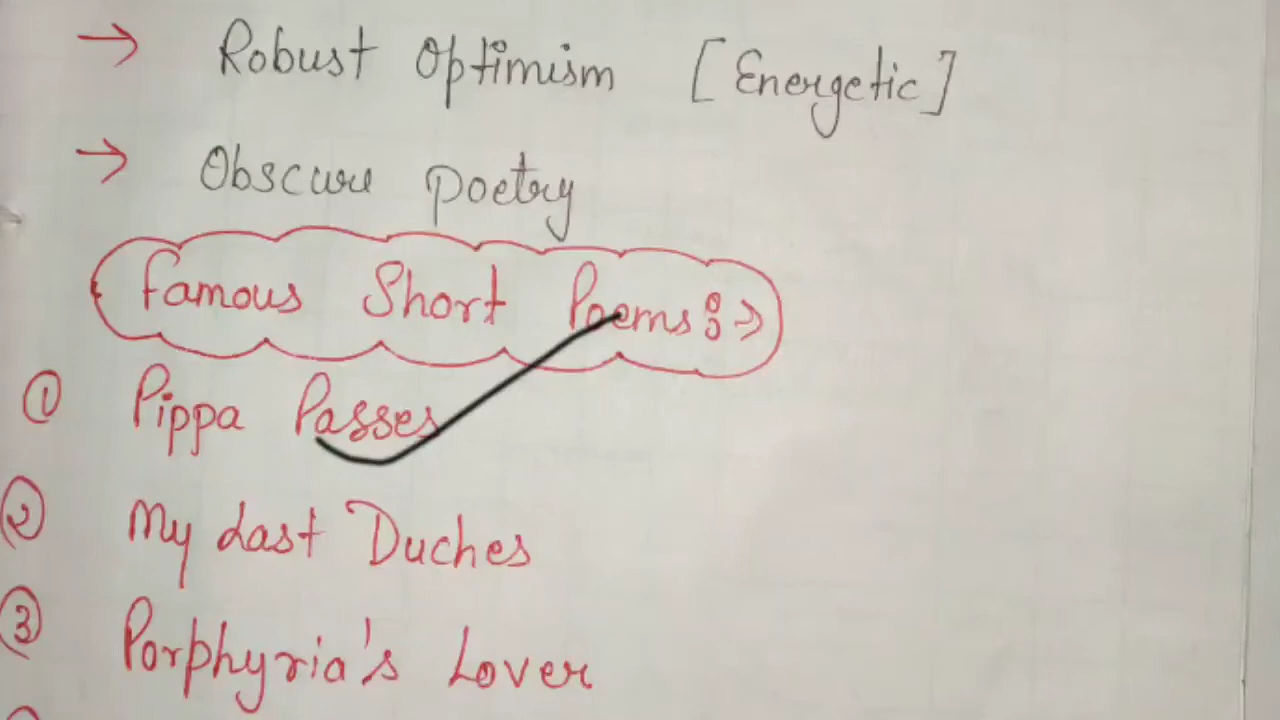 → Robust Optimism [Energetic]
→ Obscure Poetry
Famous Short Poems:→
① Pippa Passes
② My Last Duches
③ Porphyria's Lover